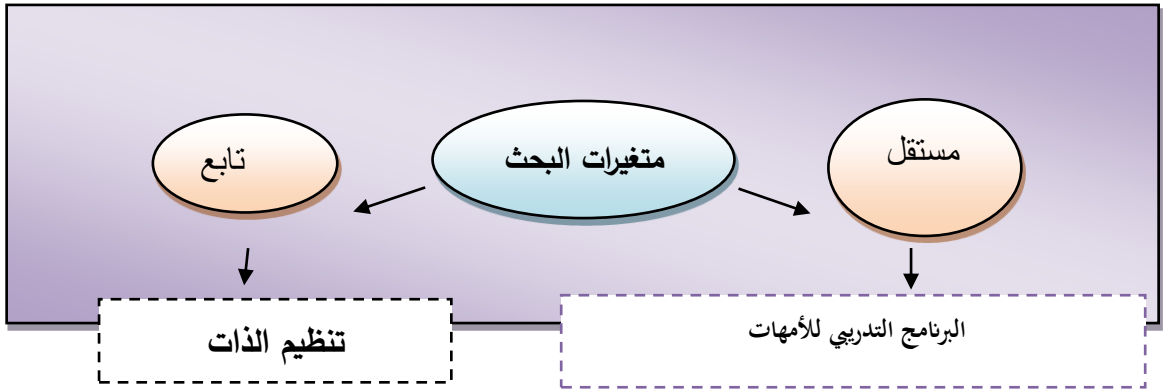 متغيرات البحث
مستقل
تابع
البرنامج التدريبي للأمهات
تنظيم الذات